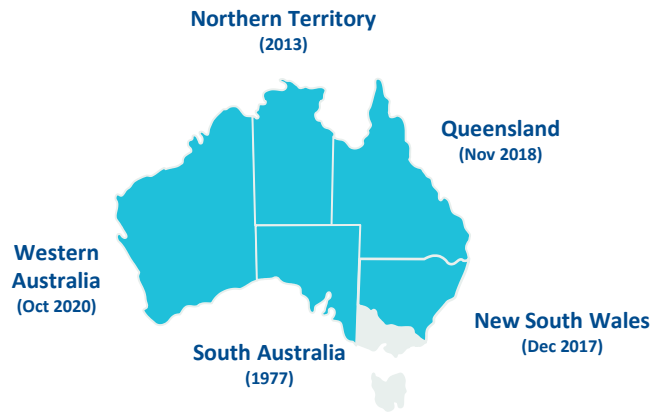 Northern Territory
(2013)
Queensland
(Nov 2018)
Western
Australia
(Oct 2020)
New South Wales
(Dec 2017)
South Australia
(1977)